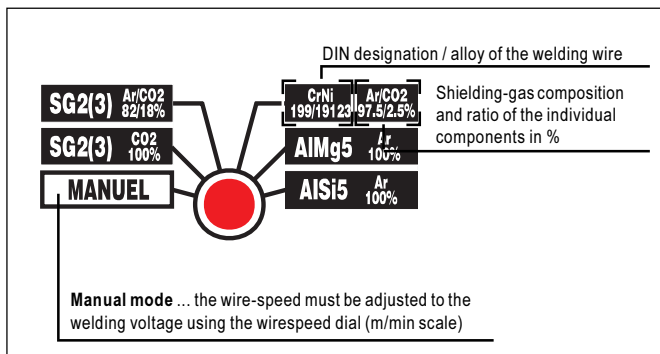 DIN designation / alloy of the welding wire
SG2(3) Ar/CO2 82/18%
CrNi 199/19123
Ar/CO2 97.5/2.5%
Shielding-gas composition
and ratio of the individual
components in %
SG2(3) CO2 100%
AlMg5 Ar 100%
MANUEL
AlSi5 Ar 100%
Manual mode ... the wire-speed must be adjusted to the
welding voltage using the wirespeed dial (m/min scale)